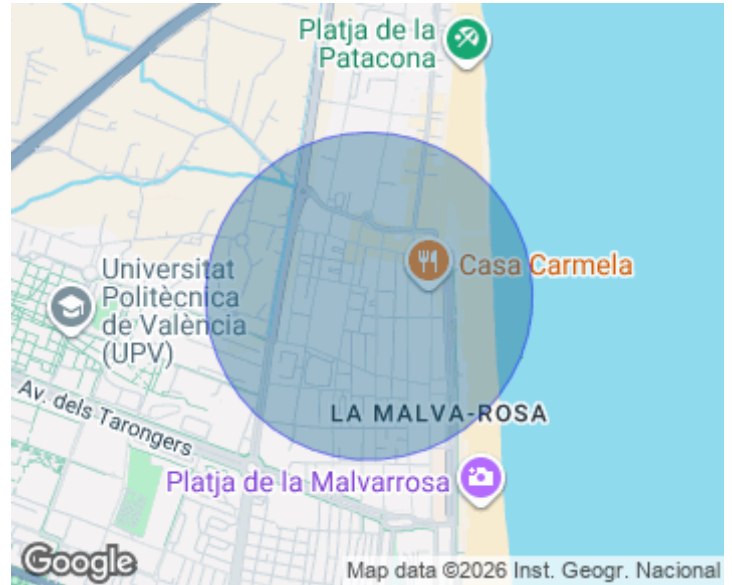 Platja de la
Patacona
Casa Carmela
Universitat
Politècnica
de València
(UPV)
Av. dels Tarongers
LA MALVA-ROSA
Platja de la Malvarrosa
Google
Map data ©2026 Inst. Geogr. Nacional